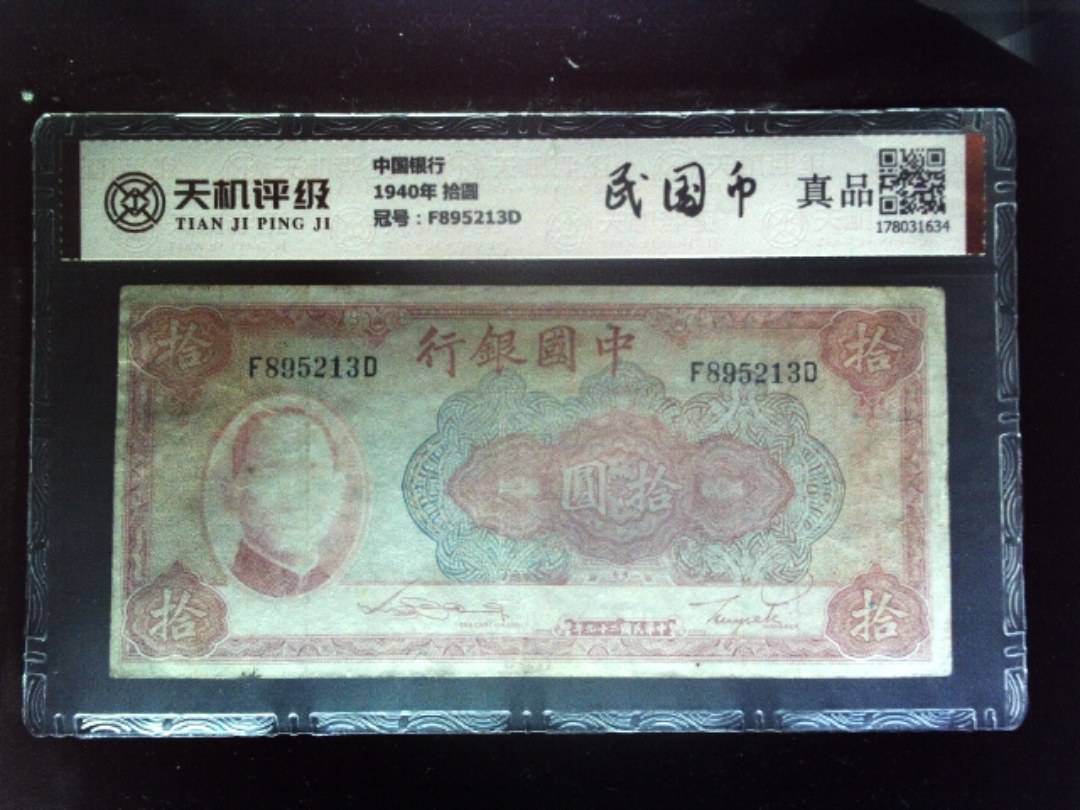 天机评级
TIAN JI PING JI
中国银行
1940年 拾圆
冠号：F895213D
民国币
真品
178031634
拾
行銀國中
拾
F895213D
F895213D
圓拾
拾
拾